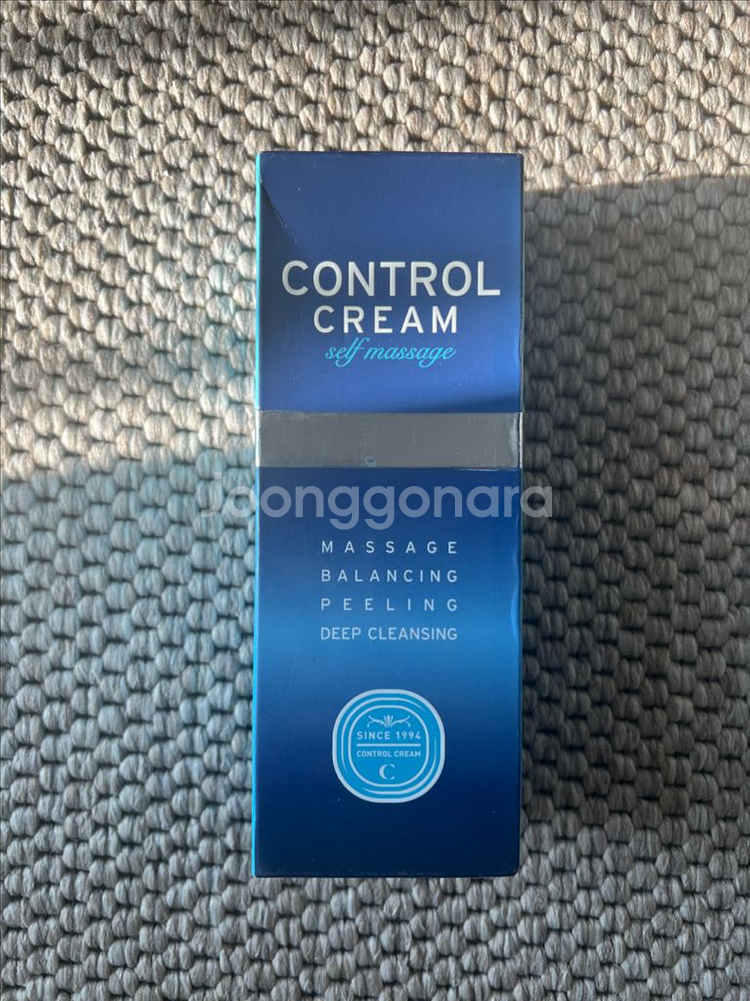 CONTROL
CREAM
self massage
Joonggonara
MASSAGE
BALANCING
PEELING
DEEP CLEANSING
SINCE 1994
CONTROL CREAM
C